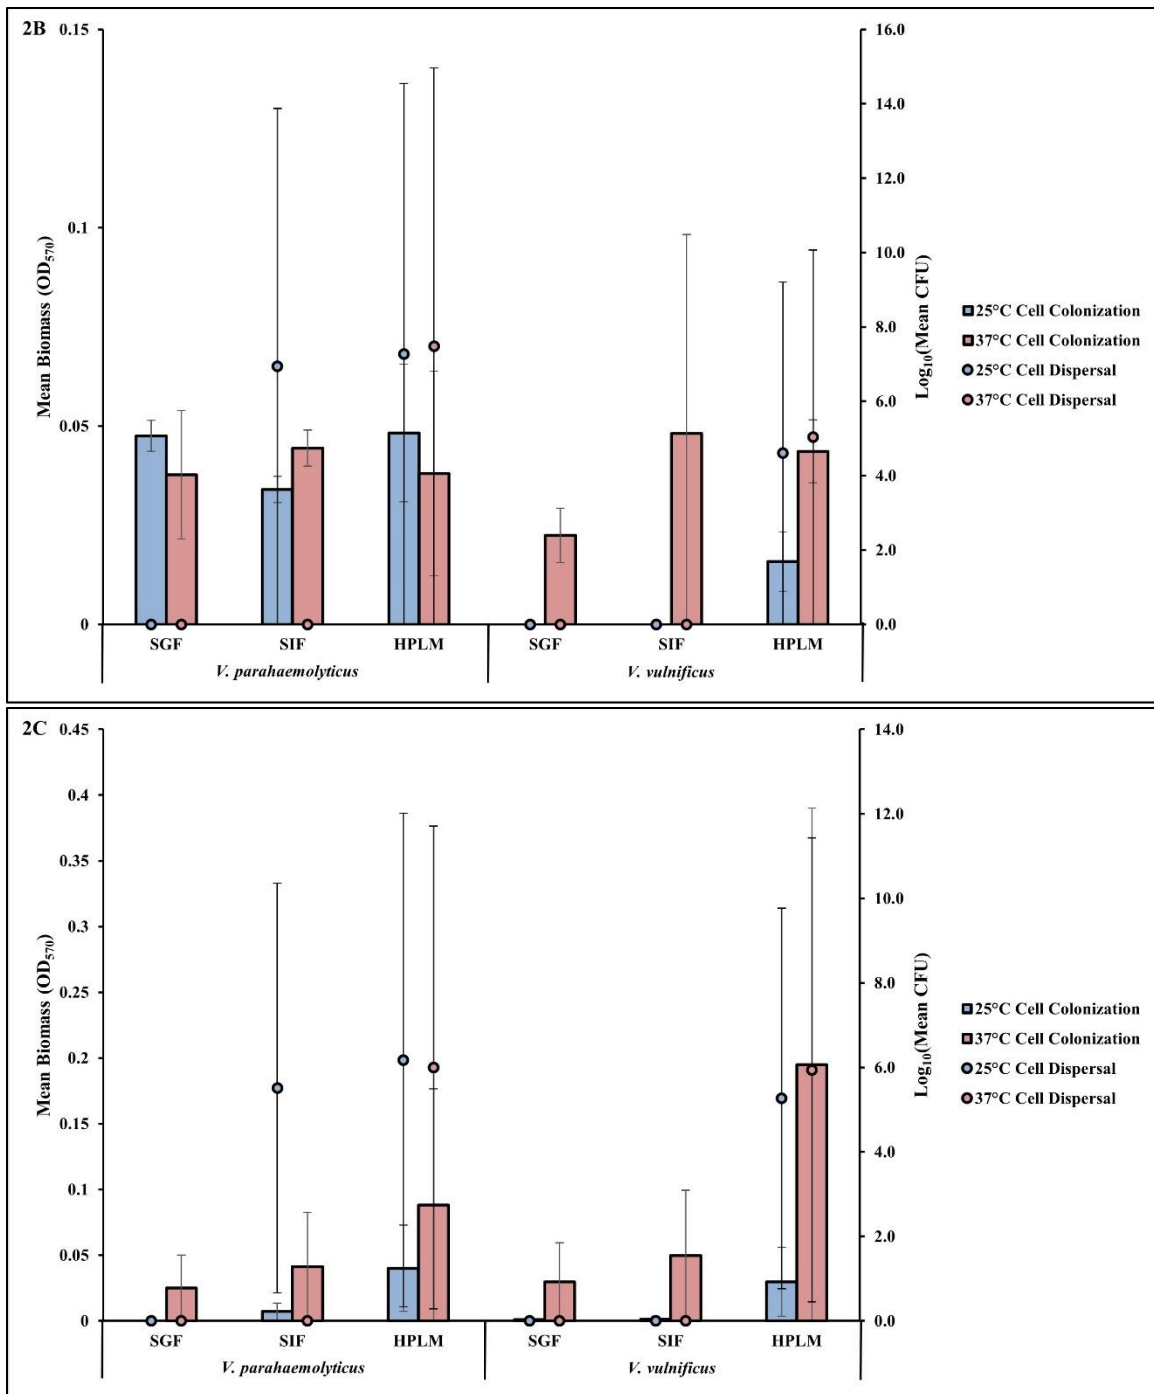 2B
0.15
0.1
0.05
0
Mean Biomass (OD570)
16.0
14.0
12.0
10.0
8.0
6.0
4.0
2.0
0.0
Log10(Mean CFU)
SGF SIF HPLM SGF SIF HPLM
V. parahaemolyticus V. vulnificus
25°C Cell Colonization
37°C Cell Colonization
25°C Cell Dispersal
37°C Cell Dispersal
2C
0.45
0.4
0.35
0.3
0.25
0.2
0.15
0.1
0.05
0
Mean Biomass (OD570)
14.0
12.0
10.0
8.0
6.0
4.0
2.0
0.0
Log10(Mean CFU)
SGF SIF HPLM SGF SIF HPLM
V. parahaemolyticus V. vulnificus
25°C Cell Colonization
37°C Cell Colonization
25°C Cell Dispersal
37°C Cell Dispersal